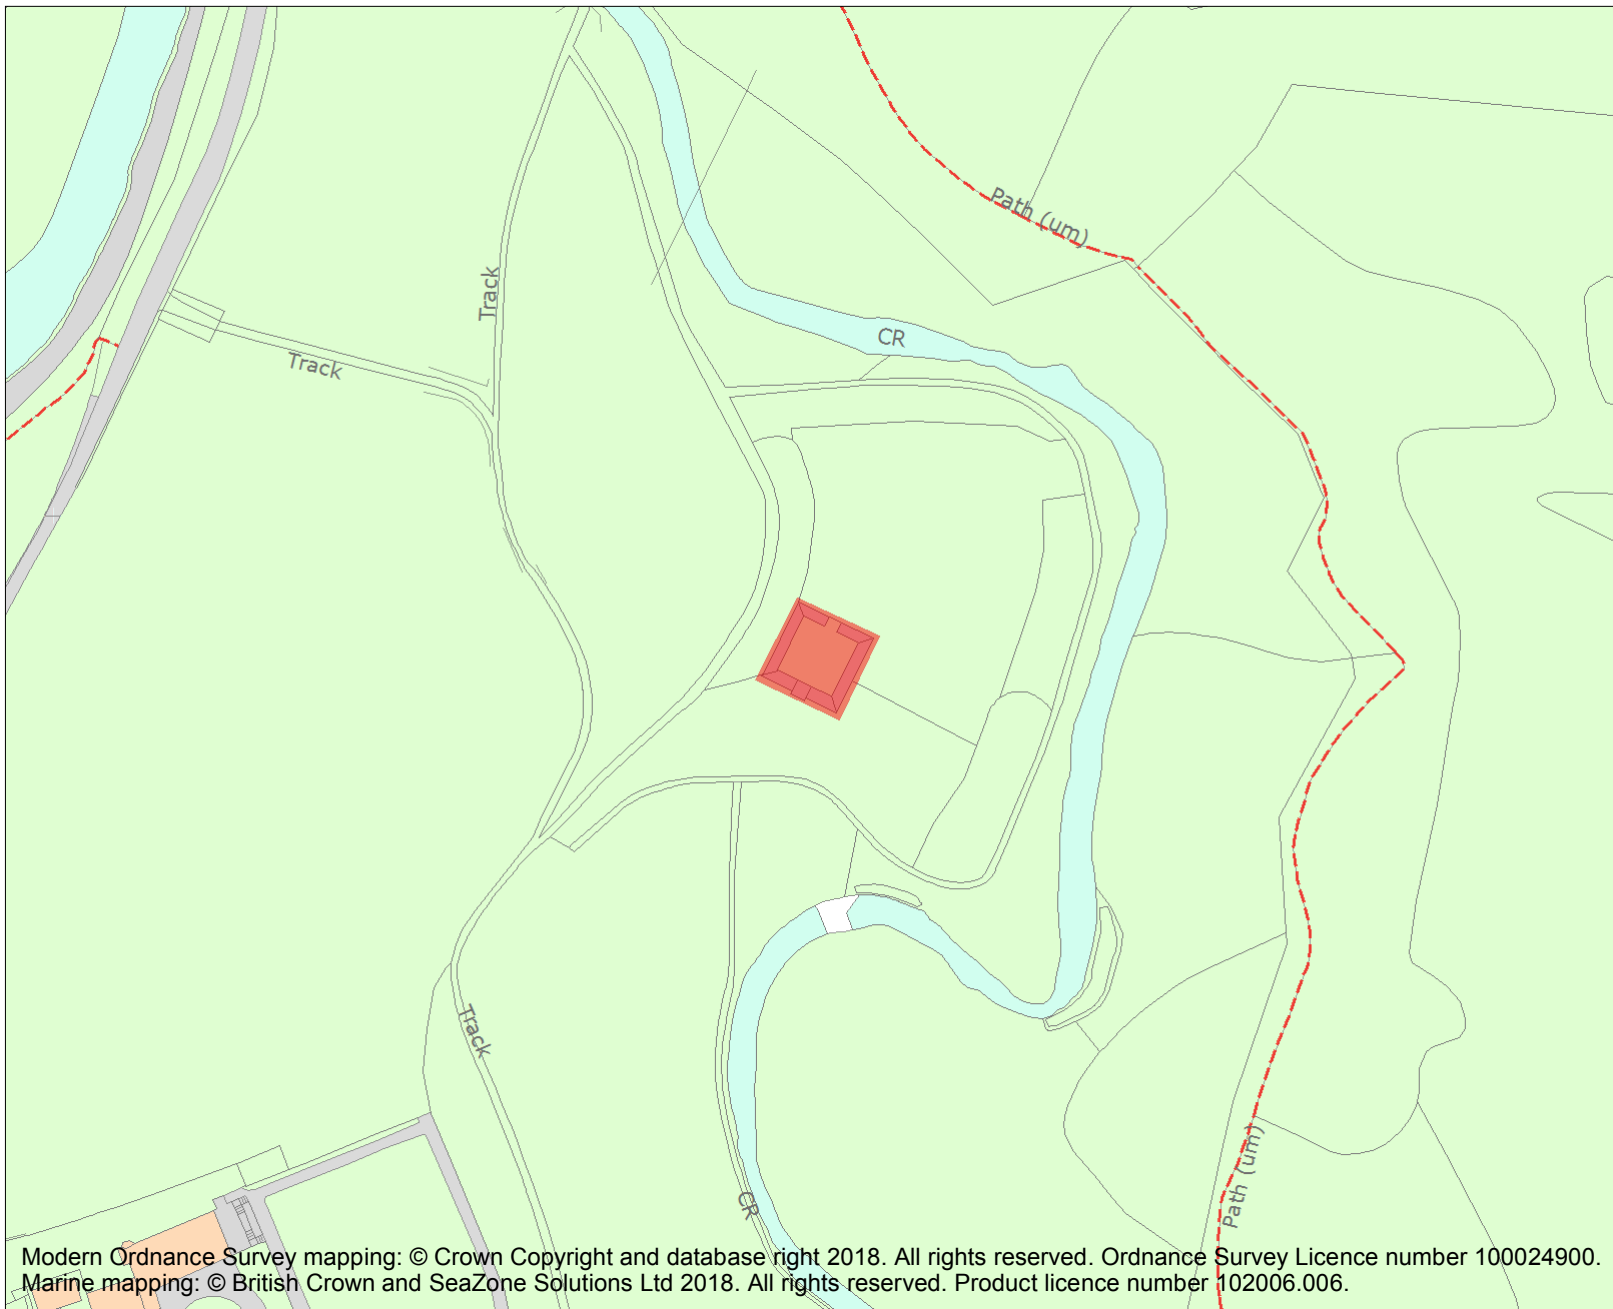 Path (um)
Track
CR
Track
Track
Path (um)
CR
Modern Ordnance Survey mapping: © Crown Copyright and database right 2018. All rights reserved. Ordnance Survey Licence number 100024900.
Marine mapping: © British Crown and SeaZone Solutions Ltd 2018. All rights reserved. Product licence number 102006.006.